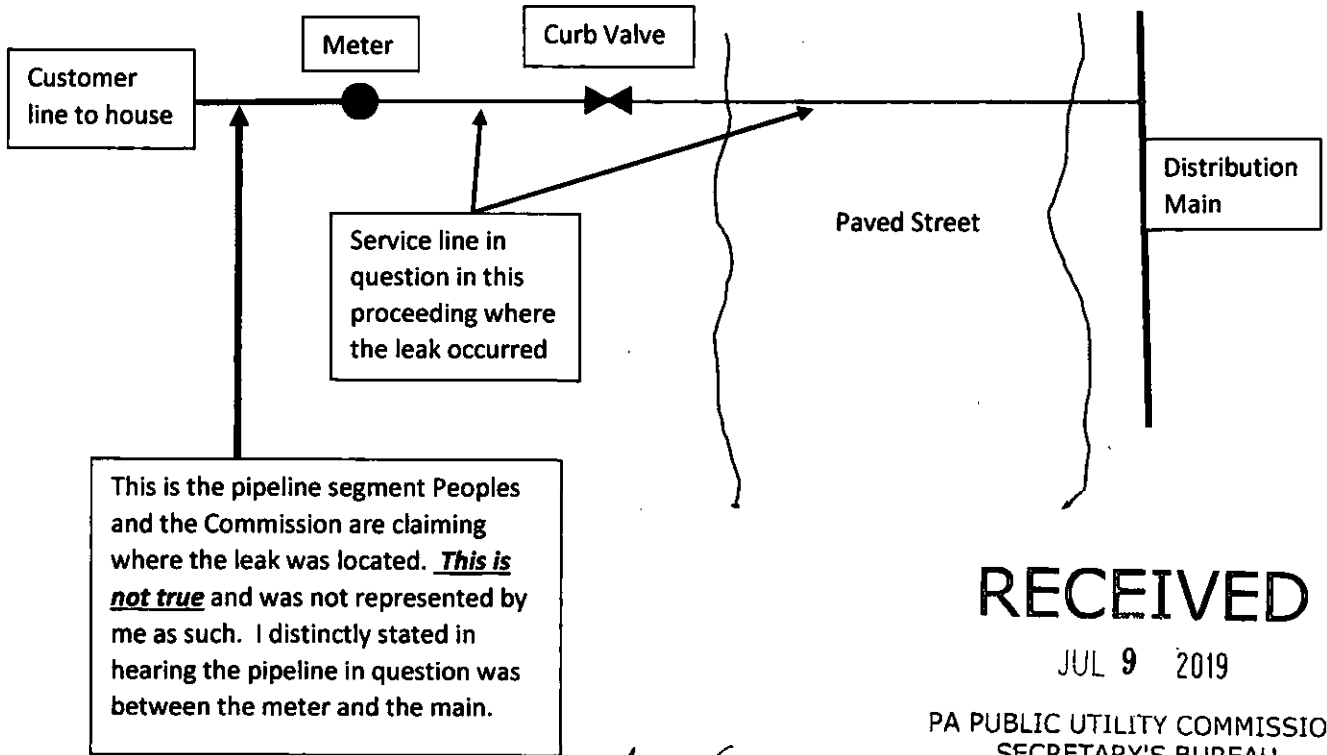 Meter
Curb Valve
Customer
line to house
Distribution
Main
Paved Street
Service line in
question in this
proceeding where
the leak occurred
This is the pipeline segment Peoples
and the Commission are claiming
where the leak was located. This is
not true and was not represented by
me as such. I distinctly stated in
hearing the pipeline in question was
between the meter and the main.
RECEIVED
JUL 9 2019
PA PUBLIC UTILITY COMMISSIO
SECRETARY'S BUREAU